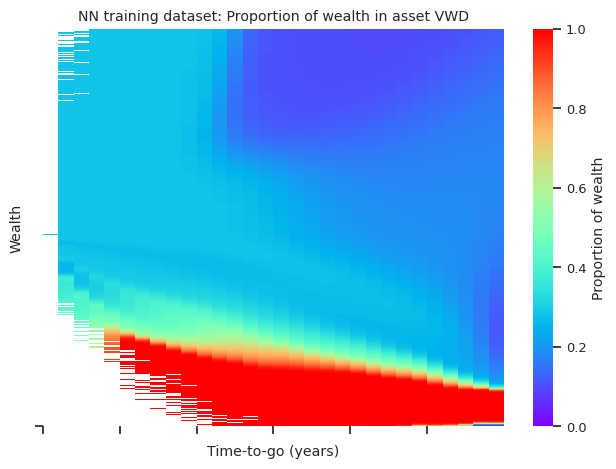 NN training dataset: Proportion of wealth in asset VWD
1.0
0.8
0.6
0.4
0.2
0.0
Proportion of wealth
Wealth
Time-to-go (years)